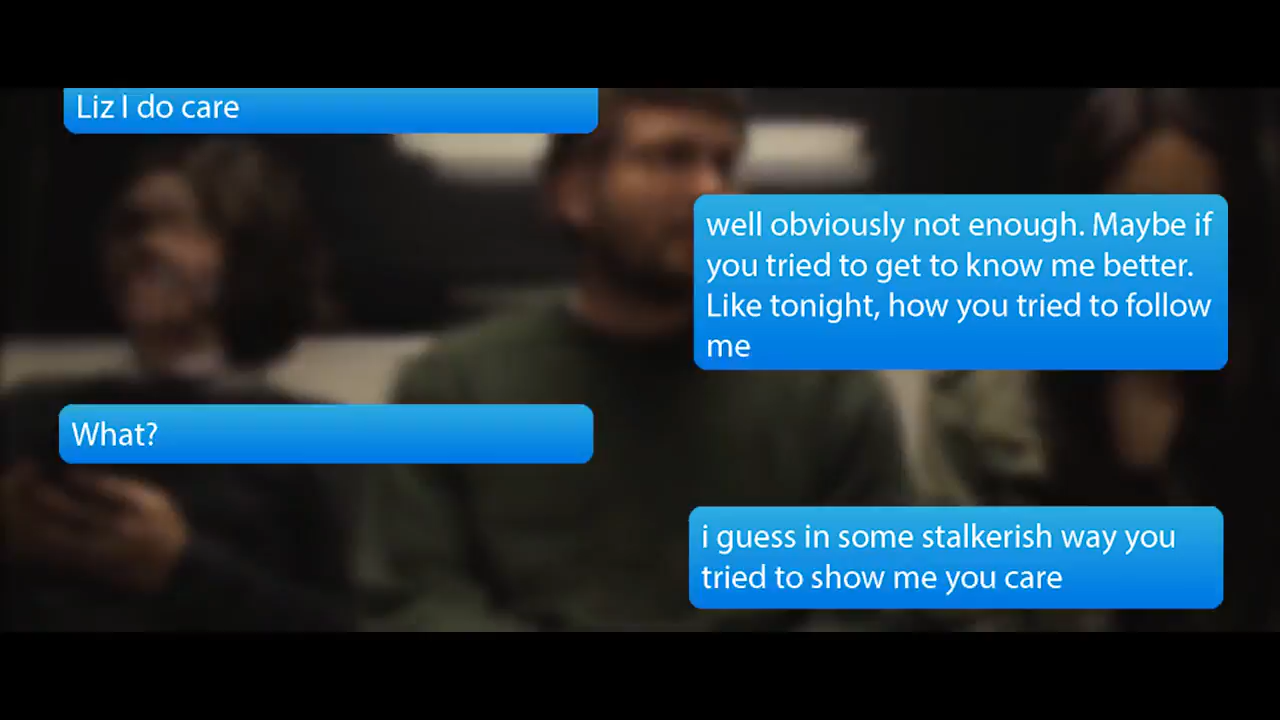 Liz I do care
well obviously not enough. Maybe if
you tried to get to know me better.
Like tonight, how you tried to follow
me
What?
i guess in some stalkerish way you
tried to show me you care